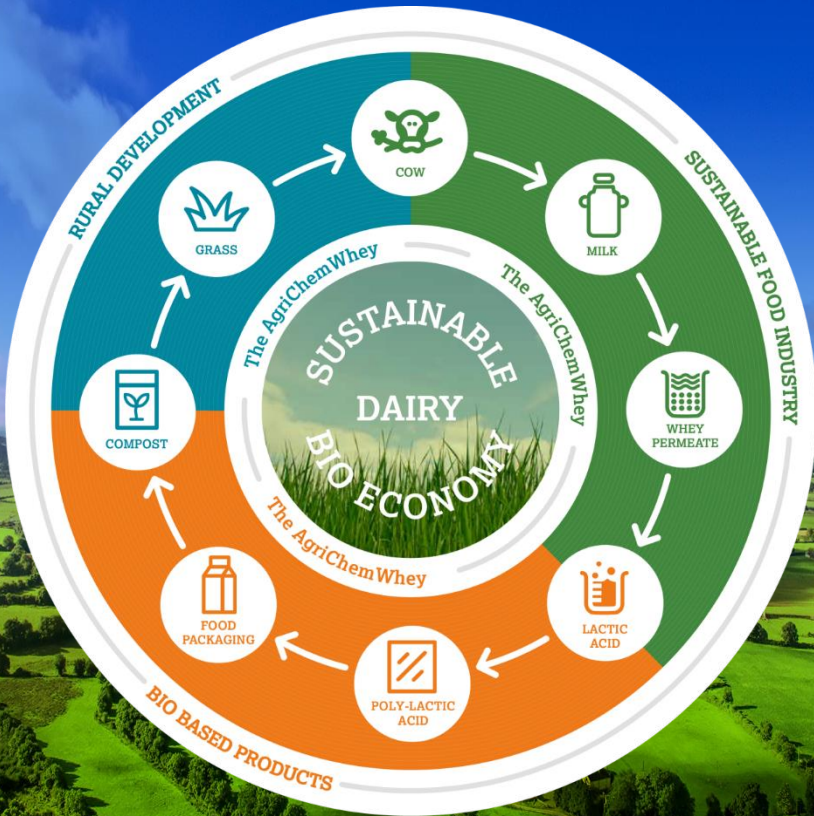 RURAL DEVELOPMENT
SUSTAINABLE FOOD INDUSTRY
BIO BASED PRODUCTS
COW
MILK
WHEY
PERMEATE
LACTIC
ACID
POLY-LACTIC
ACID
FOOD
PACKAGING
COMPOST
GRASS
The AgriChemWhey
The AgriChemWhey
The AgriChemWhey
SUSTAINABLE
DAIRY
BIO ECONOMY